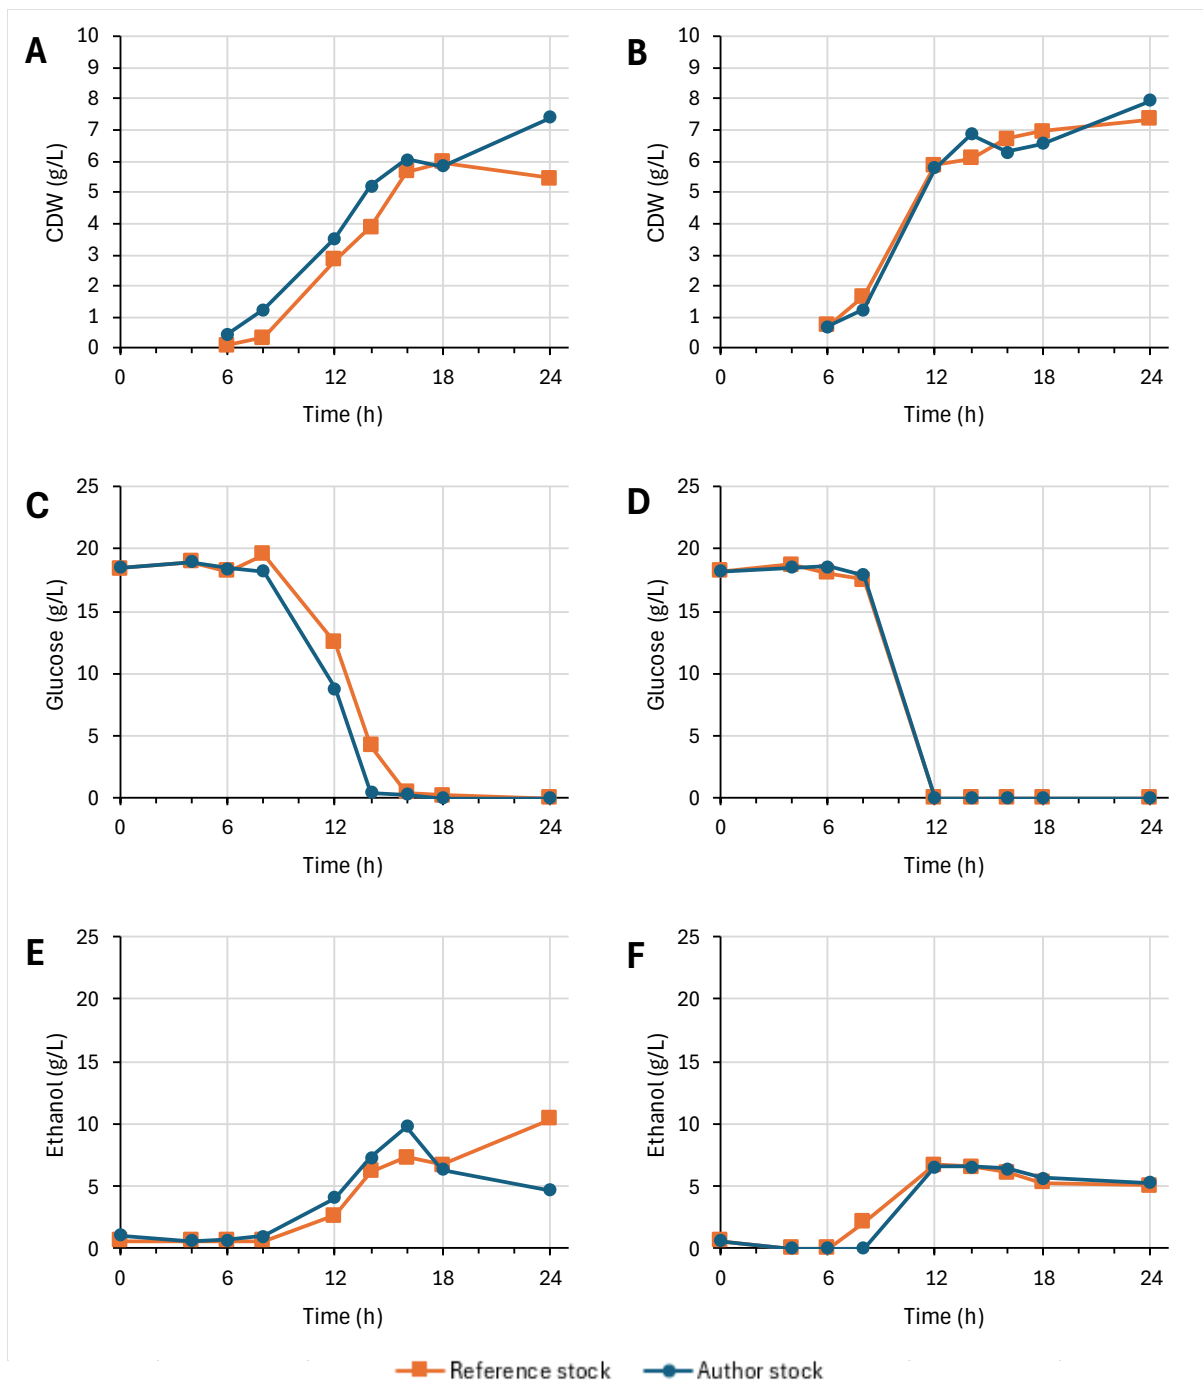 A
10
9
8
7
6
5
4
3
2
1
0
CDW (g/L)
0 6 12 18 24
Time (h)
B
10
9
8
7
6
5
4
3
2
1
0
CDW (g/L)
0 6 12 18 24
Time (h)
C
25
20
15
10
5
0
Glucose (g/L)
0 6 12 18 24
Time (h)
D
25
20
15
10
5
0
Glucose (g/L)
0 6 12 18 24
Time (h)
E
25
20
15
10
5
0
Ethanol (g/L)
0 6 12 18 24
Time (h)
F
25
20
15
10
5
0
Ethanol (g/L)
0 6 12 18 24
Time (h)
Reference stock Author stock